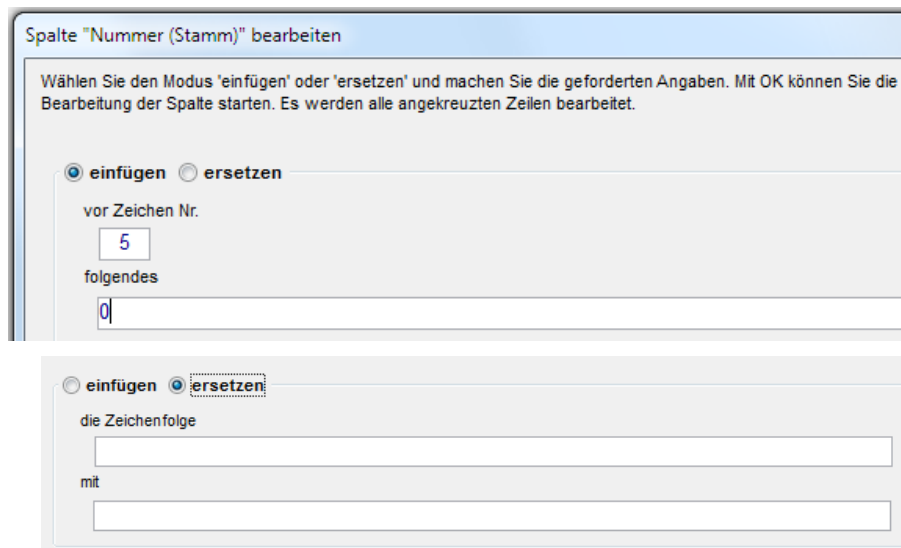 Spalte "Nummer (Stamm)" bearbeiten
Wählen Sie den Modus 'einfügen' oder 'ersetzen' und machen Sie die geforderten Angaben. Mit OK können Sie die
Bearbeitung der Spalte starten. Es werden alle angekreuzten Zeilen bearbeitet.
einfügen ersetzen
vor Zeichen Nr.
5
folgendes
0
einfügen ersetzen
die Zeichenfolge
mit